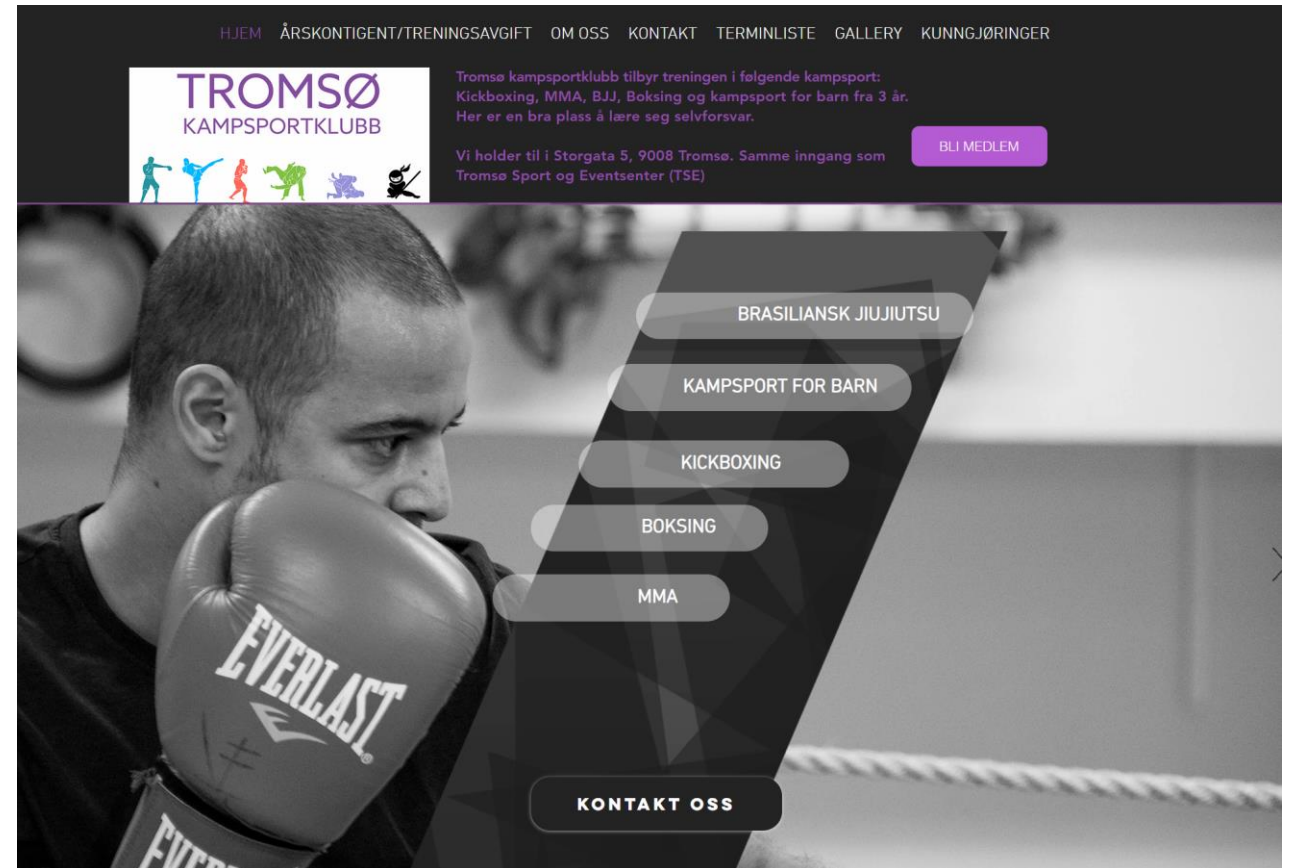 HJEM ÅRSKONTIGENT/TRENINGSAVGIFT OM OSS KONTAKT TERMINLISTE GALLERY KUNNGJØRINGER
TROMSØ
KAMPSPORTKLUBB
Tromsø kampsportklubb tilbyr treningen i følgende kampsport:
Kickboxing, MMA, BJJ, Boksing og kampsport for barn fra 3 år.
Her er en bra plass å lære seg selvforsvar.
Vi holder til i Storgata 5, 9008 Tromsø. Samme inngang som
Tromsø Sport og Eventsenter (TSE)
BLI MEDLEM
BRASILIANSK JIUJIUTSU
KAMPSPORT FOR BARN
KICKBOXING
BOKSING
MMA
EVERLAST
EVERLAST
KONTAKT OSS